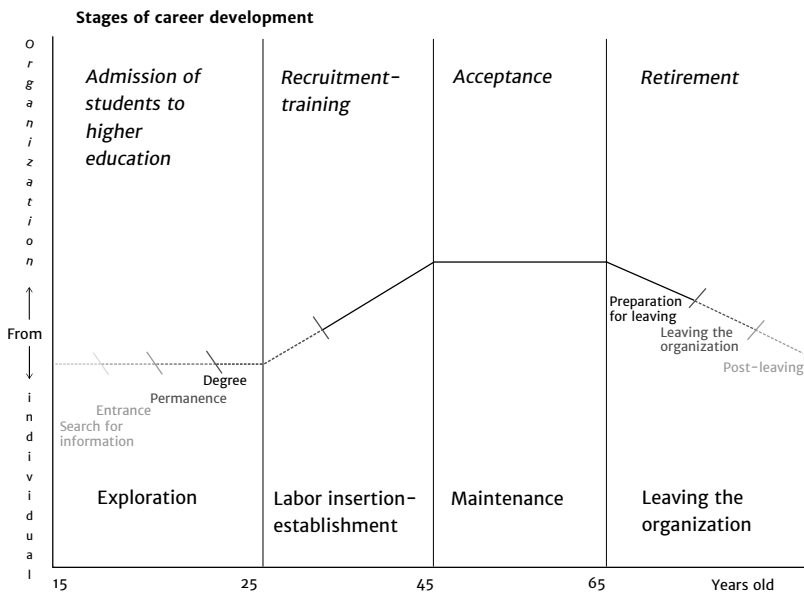 Stages of career development
Organization
From
individual
Admission of
students to
higher
education
Recruitment-
training
Acceptance
Retirement
Search for
information
Entrance
Permanence
Degree
Preparation
for leaving
Leaving the
organization
Post-leaving
Exploration
Labor insertion-
establishment
Maintenance
Leaving the
organization
15
25
45
65
Years old